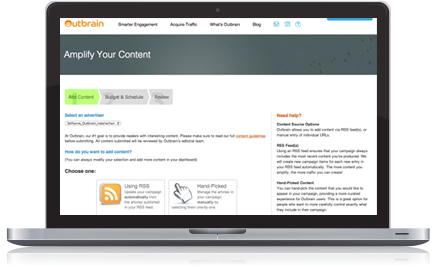 Outbrain
Smarter Engagement Acquire Traffic What's Outbrain Blog
Amplify Your Content
Add Content Budget & Schedule Review
Select an advertiser
At Outbrain, our #1 goal is to provide readers with interesting content. Please make sure to read our full content guidelines
before submitting. All content submitted will be reviewed by Outbrain's editorial team.
How do you want to add content?
(You can always modify your selection and add more content in your dashboard)
Choose one:
Using RSS
Update your campaign
automatically
from the articles published
in your RSS feed.
Hand-Picked
Manage the articles in
your campaign
manually by
selecting them one-by-one.
Need help?
Content Source Options
Outbrain allows you to add content via RSS feed(s), or
manual entry of individual URLs.
RSS Feed(s)
Using an RSS feed ensures that your campaign always
includes the most recent content you've produced. We
will create new campaign items for each new entry in
your RSS feed automatically. The more content you
amplify, the more traffic you can create!
Hand-Picked Content
You can hand-pick the content that you would like to
appear in your campaign, providing a more curated
experience for Outbrain users. This is a great option for
people who want to more carefully control exactly what
they include in their campaign.